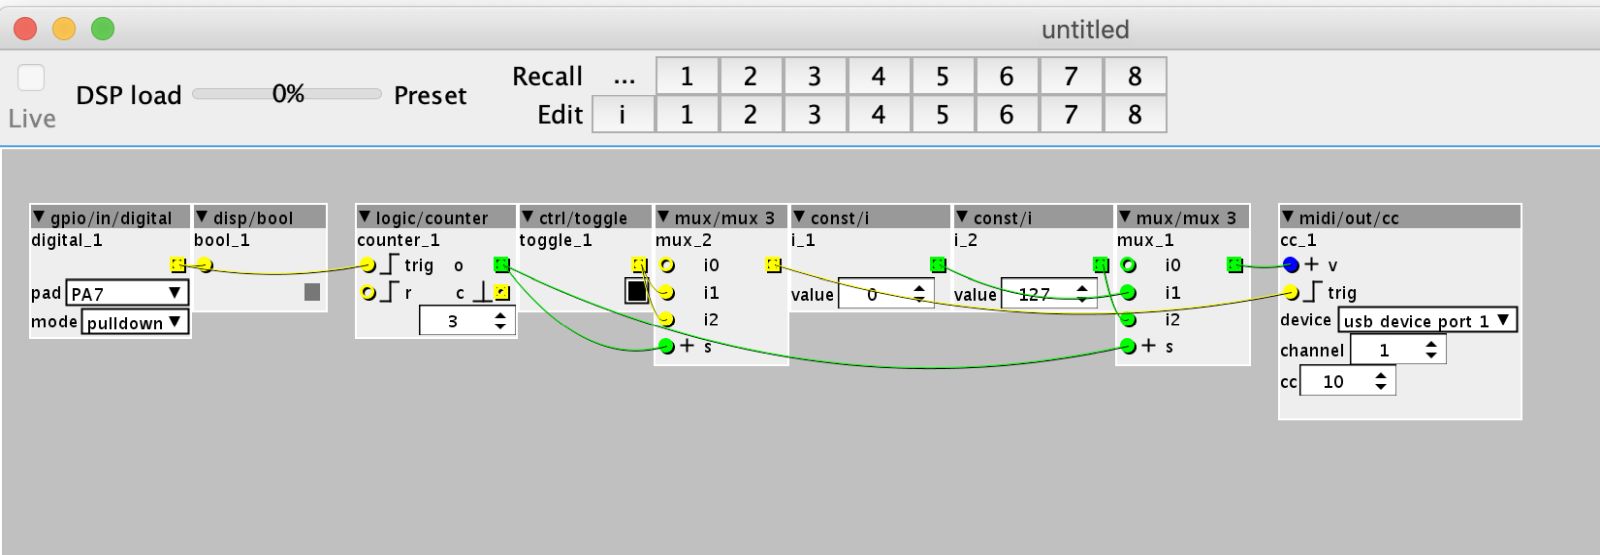 untitled
Recall ... 1 2 3 4 5 6 7 8
DSP load 0% Preset
Live
Edit i 1 2 3 4 5 6 7 8
gpio/in/digital
digital_1
pad PA7
mode pulldown
disp/bool
bool_1
logic/counter
counter_1
trig o
r c
3
ctrl/toggle
toggle_1
mux/mux 3
mux_2
i0
i1
i2
+ s
const/i
i_1
value 0
const/i
i_2
value 127
mux/mux 3
mux_1
i0
i1
i2
+ s
midi/out/cc
cc_1
+ v
trig
device usb device port 1
channel 1
cc 10